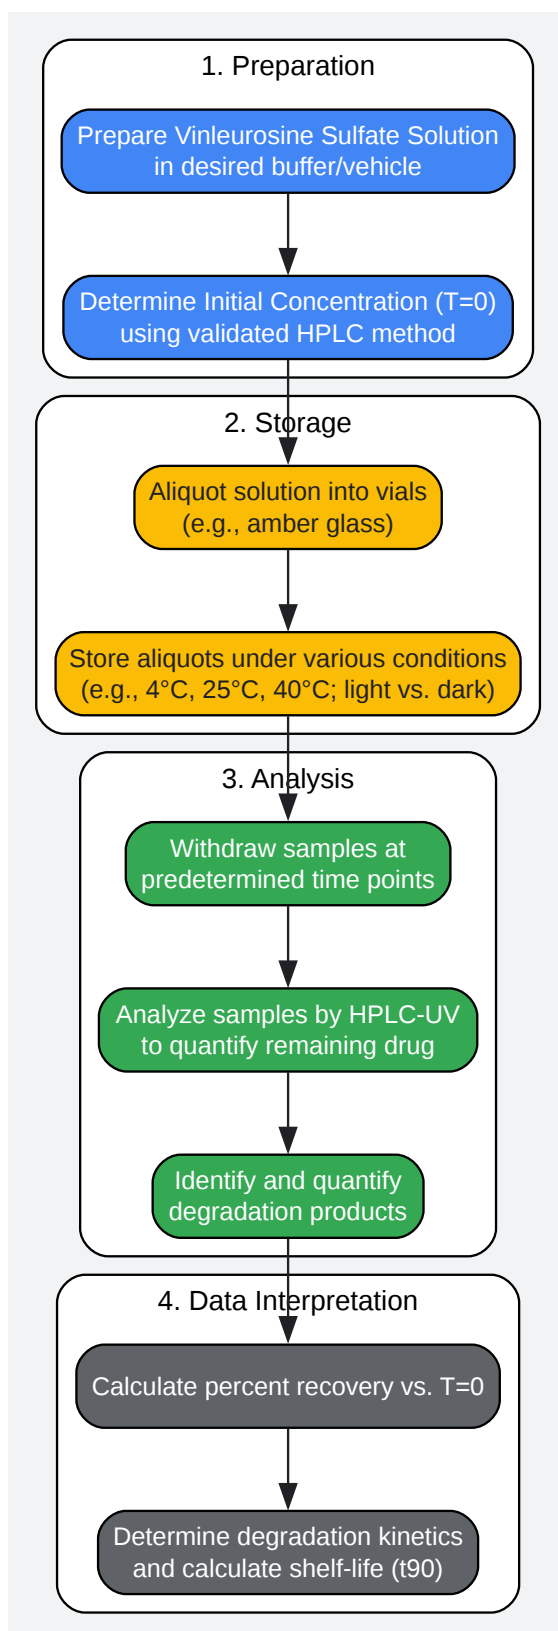 1. Preparation
Prepare Vinleurosine Sulfate Solution
in desired buffer/vehicle
Determine Initial Concentration (T=0)
using validated HPLC method
2. Storage
Aliquot solution into vials
(e.g., amber glass)
Store aliquots under various conditions
(e.g., 4°C, 25°C, 40°C; light vs. dark)
3. Analysis
Withdraw samples at
predetermined time points
Analyze samples by HPLC-UV
to quantify remaining drug
Identify and quantify
degradation products
4. Data Interpretation
Calculate percent recovery vs. T=0
Determine degradation kinetics
and calculate shelf-life (t90)